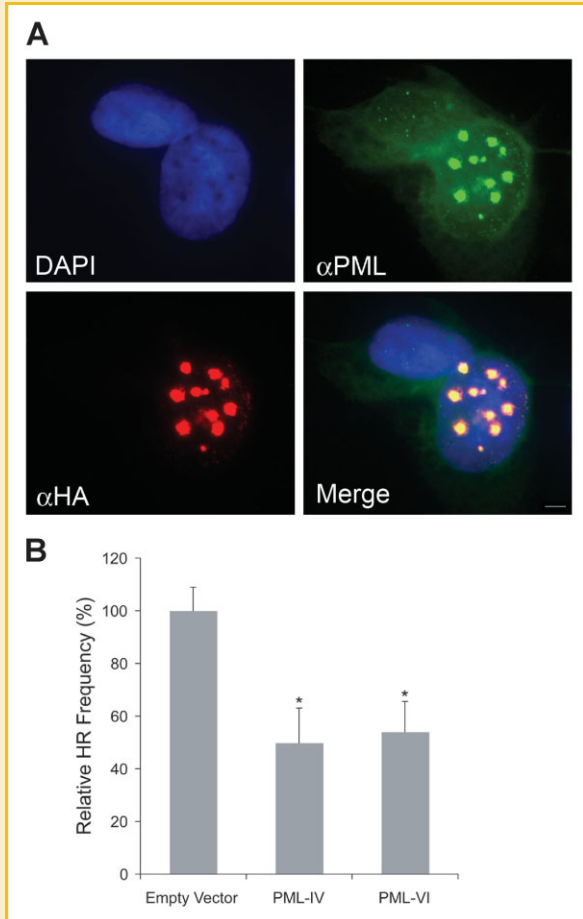 A
DAPI
αPML
αHA
Merge
B
Relative HR Frequency (%)
120
100
80
60
40
20
0
*
*
Empty Vector
PML-IV
PML-VI